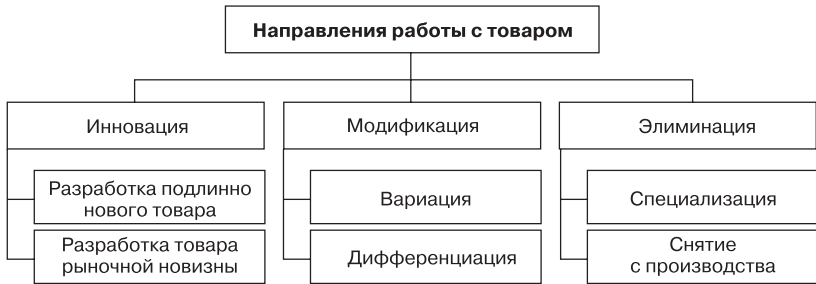 Направления работы с товаром
Инновация
Модификация
Элиминация
Разработка подлинно
нового товара
Вариация
Специализация
Разработка товара
рыночной новизны
Дифференциация
Снятие
с производства